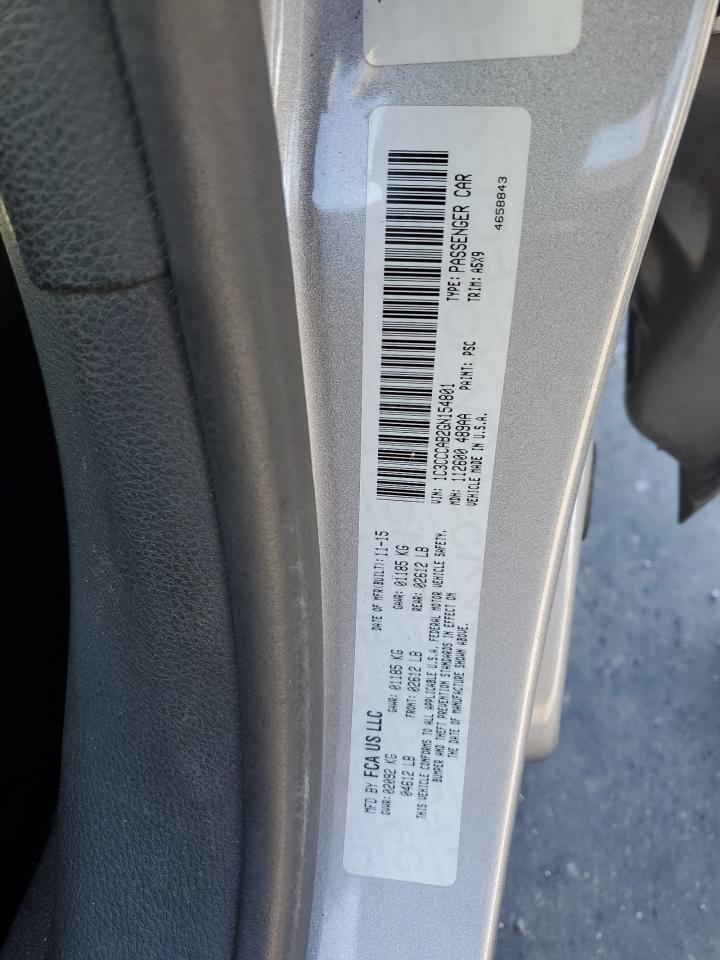 MFD BY FCA US LLC
DATE OF MFR(BUILT): 11-15
GVWR: 02092 KG
GAWR: 01185 KG
GAWR: 01185 KG
04612 LB
FRONT: 02612 LB
REAR: 02612 LB
THIS VEHICLE CONFORMS TO ALL APPLICABLE U.S.A. FEDERAL MOTOR VEHICLE SAFETY,
BUMPER AND THEFT PREVENTION STANDARDS IN EFFECT ON
THE DATE OF MANUFACTURE SHOWN ABOVE.
VIN: 1C3CCCAB2GN154801
TYPE: PASSENGER CAR
MDH: 112600 489AA
PAINT: PSC
TRIM: A5X9
VEHICLE MADE IN U.S.A.
4658843